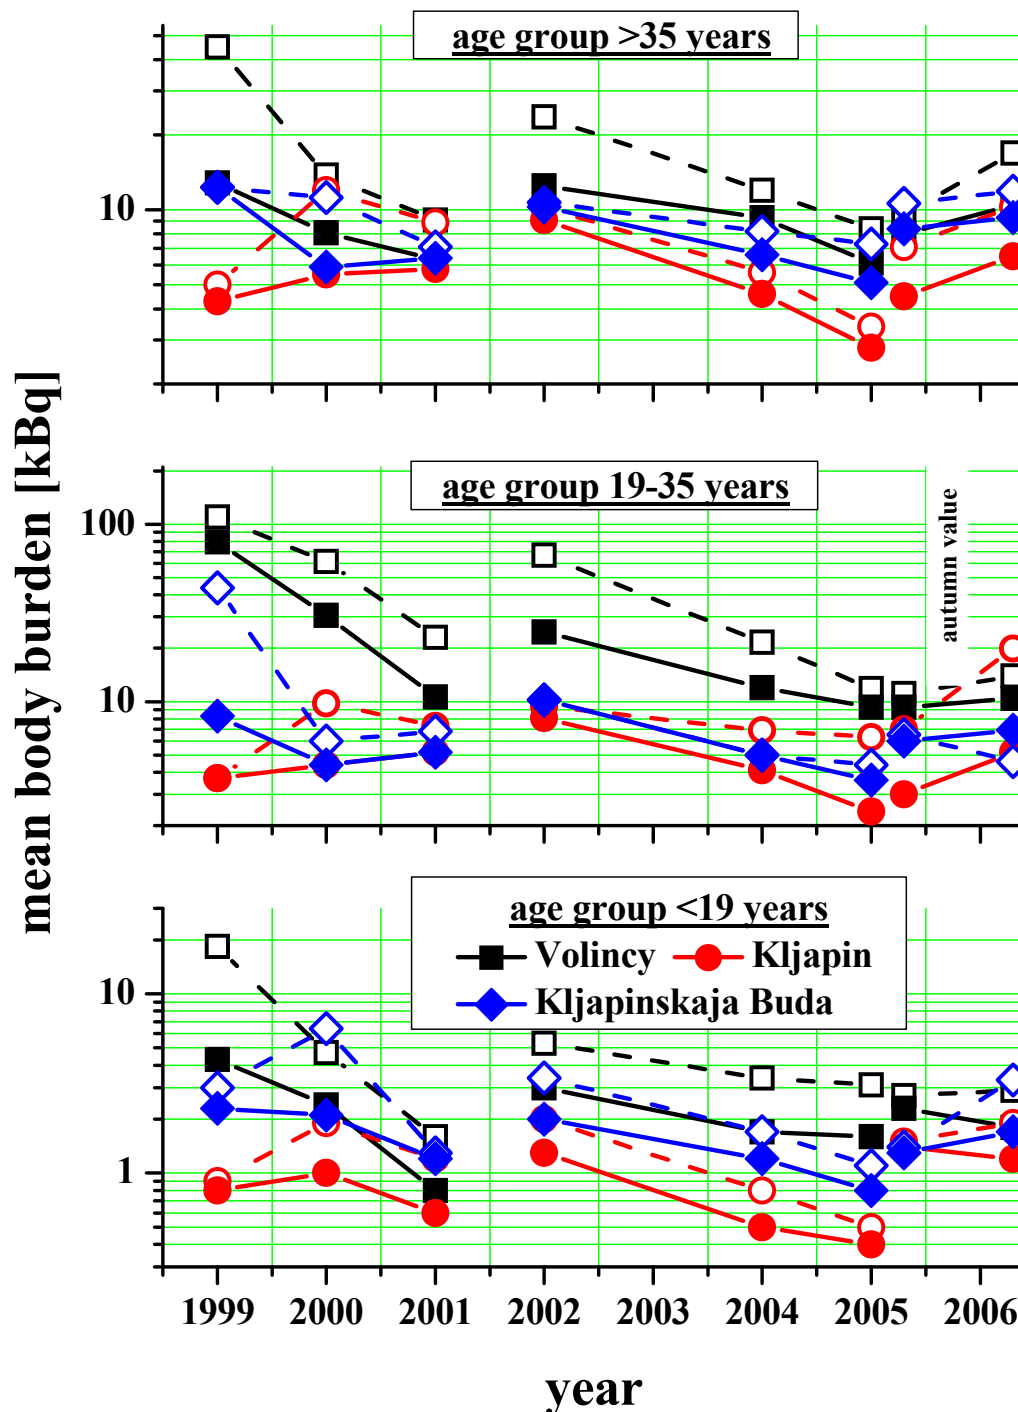 age group >35 years
10
mean body burden [kBq]
age group 19-35 years
100
10
autumn value
age group <19 years
Volincy Kljapin
Kljapinskaja Buda
10
1
1999 2000 2001 2002 2003 2004 2005 2006
year